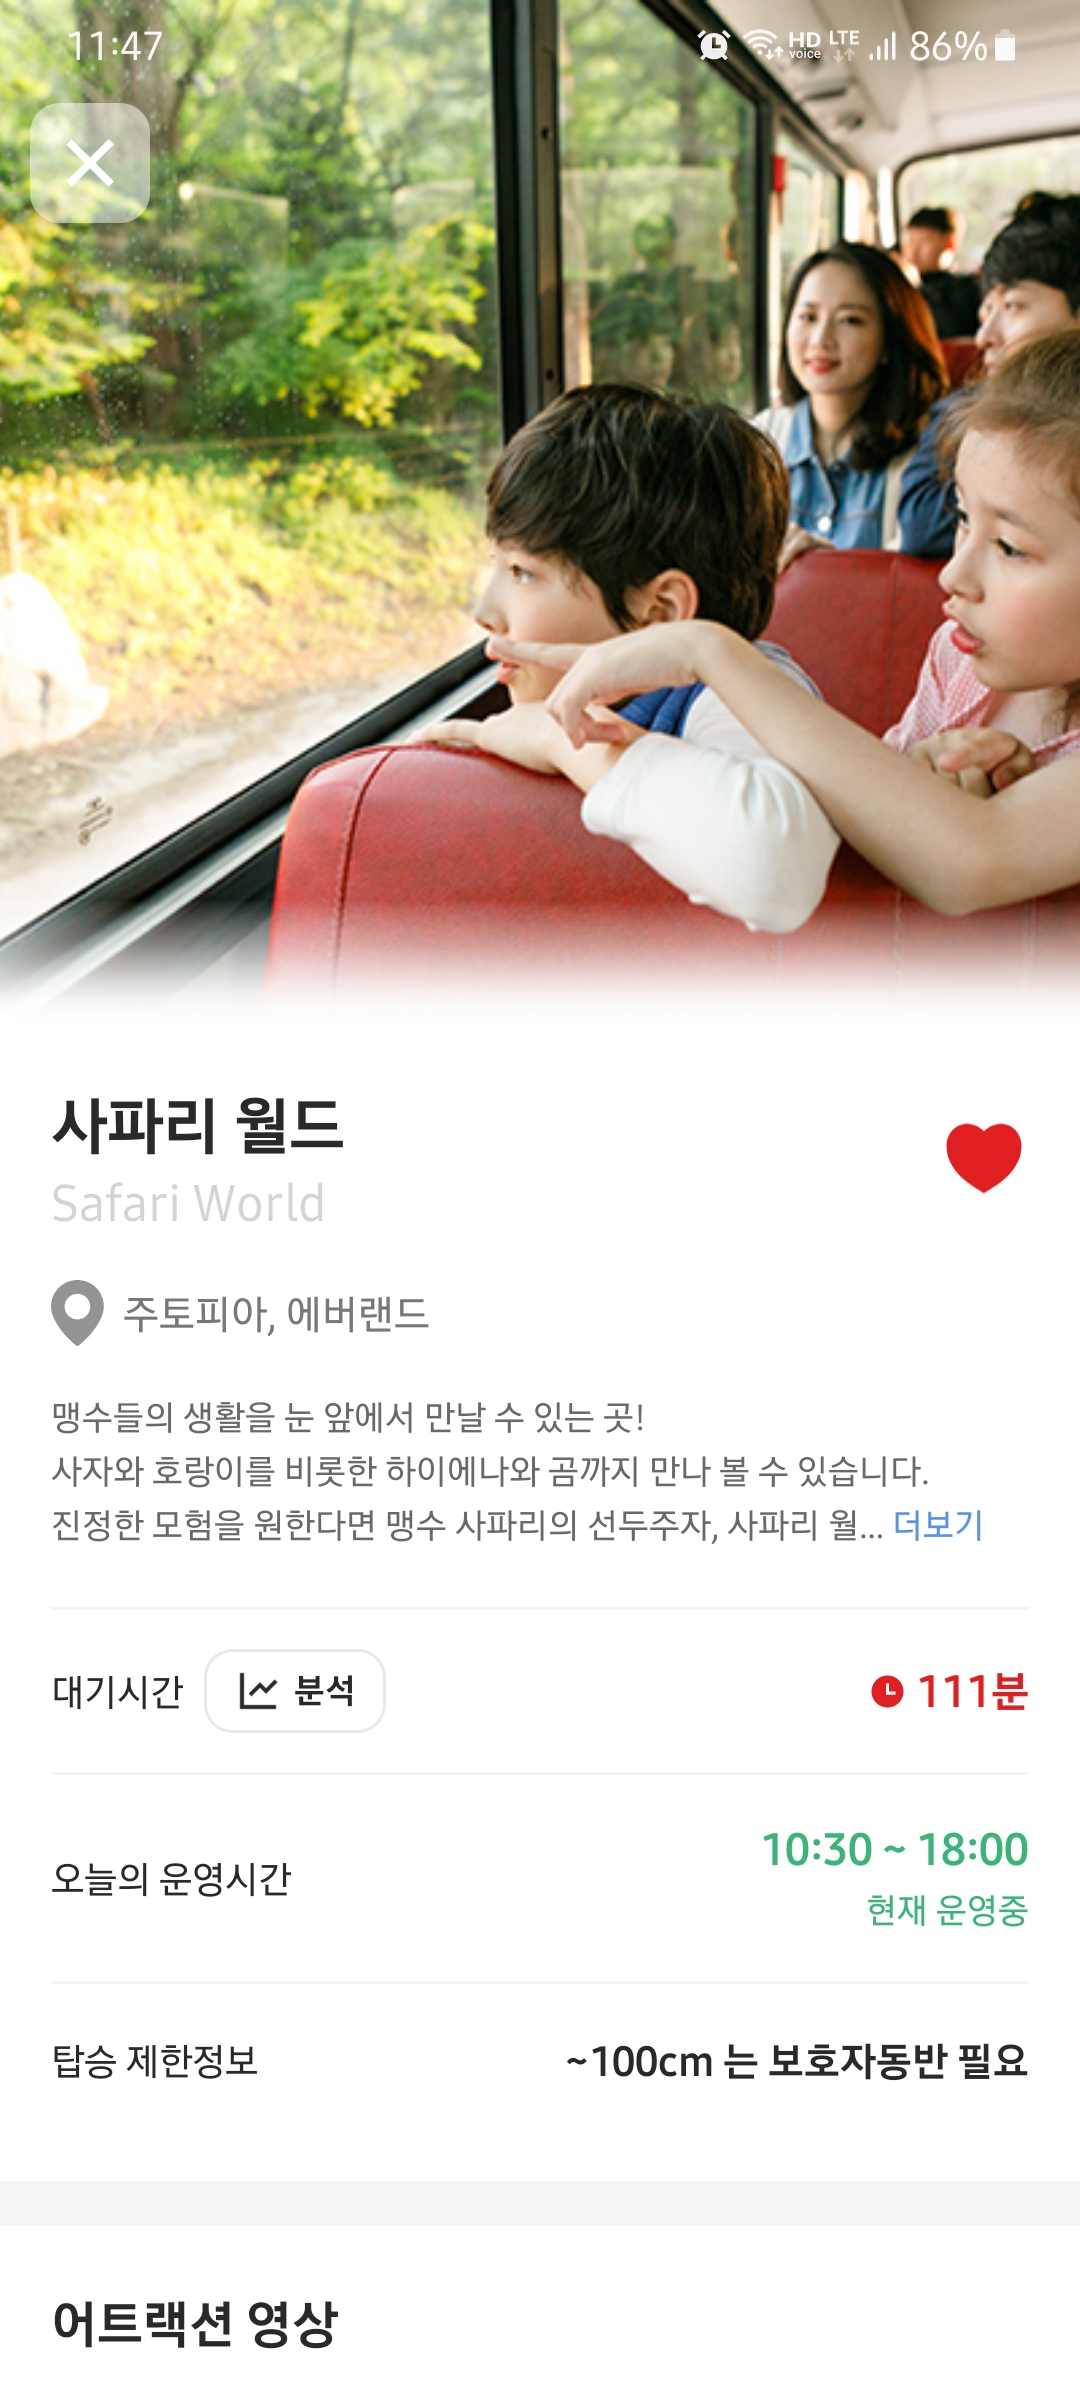 11:47
HD voice LTE 86%
사파리 월드
Safari World
주토피아, 에버랜드
맹수들의 생활을 눈 앞에서 만날 수 있는 곳!
사자와 호랑이를 비롯한 하이에나와 곰까지 만나 볼 수 있습니다.
진정한 모험을 원한다면 맹수 사파리의 선두주자, 사파리 월... 더보기
대기시간 분석 111분
오늘의 운영시간 10:30 ~ 18:00
현재 운영중
탑승 제한정보 ~100cm 는 보호자동반 필요
어트랙션 영상